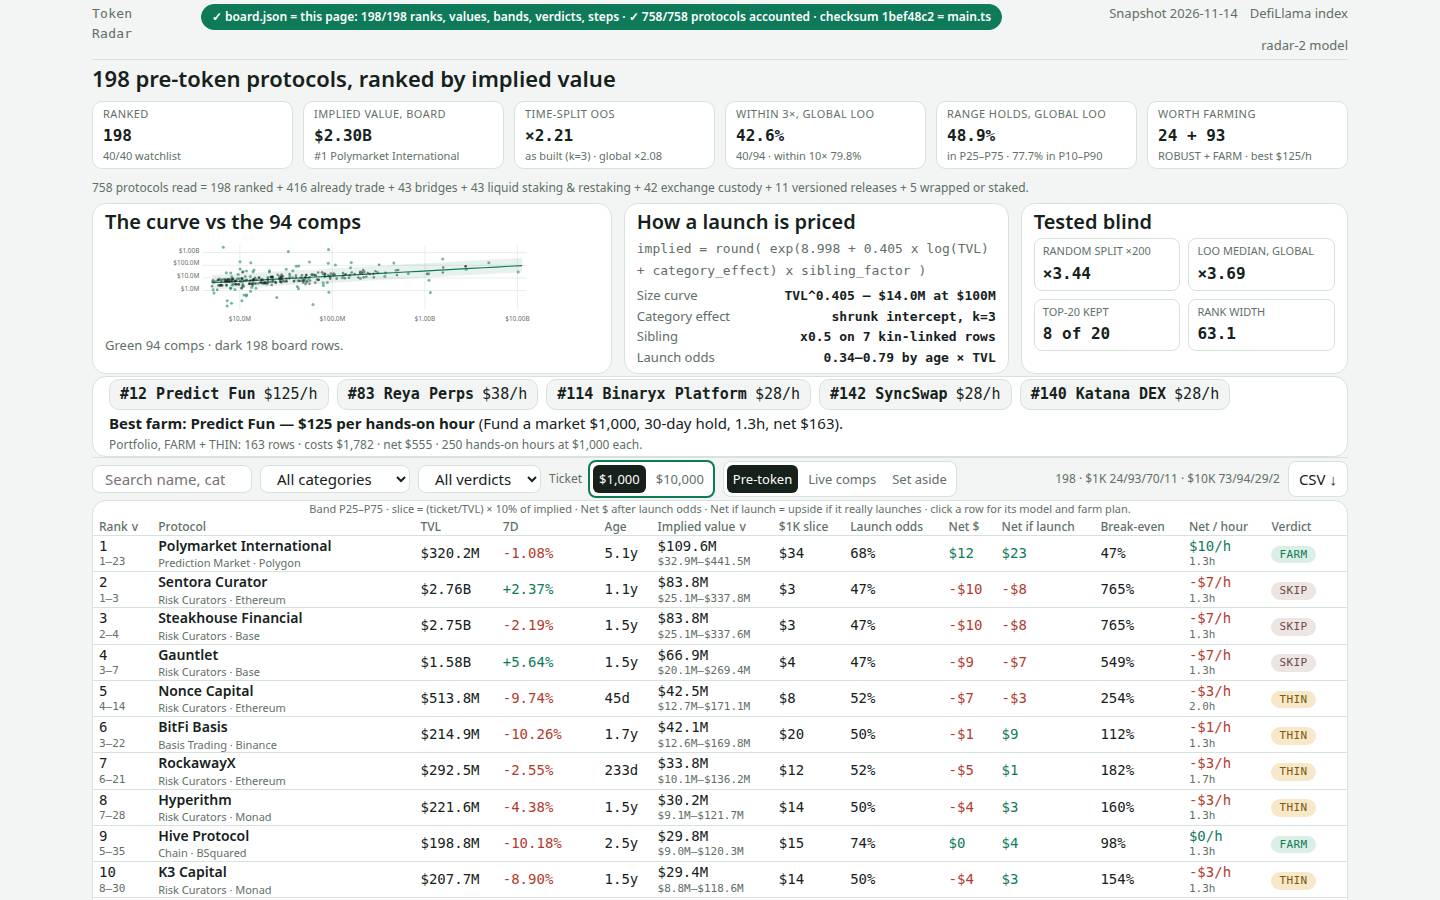 Token Radar
✓ board.json = this page: 198/198 ranks, values, bands, verdicts, steps · ✓ 758/758 protocols accounted · checksum 1bef48c2 = main.ts
Snapshot 2026-11-14 DefiLlama index
radar-2 model
198 pre-token protocols, ranked by implied value
RANKED
198
40/40 watchlist
IMPLIED VALUE, BOARD
$2.30B
#1 Polymarket International
TIME-SPLIT OOS
×2.21
as built (k=3) · global ×2.08
WITHIN 3×, GLOBAL LOO
42.6%
40/94 · within 10× 79.8%
RANGE HOLDS, GLOBAL LOO
48.9%
in P25–P75 · 77.7% in P10–P90
WORTH FARMING
24 + 93
ROBUST + FARM · best $125/h
758 protocols read = 198 ranked + 416 already trade + 43 bridges + 43 liquid staking & restaking + 42 exchange custody + 11 versioned releases + 5 wrapped or staked.
The curve vs the 94 comps
$1.00B
$100.0M
$10.0M
$1.0M
$10.0M $100.0M $1.00B $10.00B
Green 94 comps · dark 198 board rows.
How a launch is priced
implied = round( exp(8.998 + 0.405 x log(TVL)
+ category_effect) x sibling_factor )
Size curve TVL^0.405 — $14.0M at $100M
Category effect shrunk intercept, k=3
Sibling x0.5 on 7 kin-linked rows
Launch odds 0.34–0.79 by age × TVL
Tested blind
RANDOM SPLIT ×200
×3.44
LOO MEDIAN, GLOBAL
×3.69
TOP-20 KEPT
8 of 20
RANK WIDTH
63.1
#12 Predict Fun $125/h #83 Reya Perps $38/h #114 Binaryx Platform $28/h #142 SyncSwap $28/h #140 Katana DEX $28/h
Best farm: Predict Fun — $125 per hands-on hour (Fund a market $1,000, 30-day hold, 1.3h, net $163).
Portfolio, FARM + THIN: 163 rows · costs $1,782 · net $555 · 250 hands-on hours at $1,000 each.
Search name, cat All categories All verdicts Ticket $1,000 $10,000 Pre-token Live comps Set aside 198 · $1K 24/93/70/11 · $10K 73/94/29/2 CSV ↓
Band P25–P75 · slice = (ticket/TVL) × 10% of implied · Net $ after launch odds · Net if launch = upside if it really launches · click a row for its model and farm plan.
Rank v Protocol TVL 7D Age Implied value v $1K slice Launch odds Net $ Net if launch Break-even Net / hour Verdict
1 Polymarket International $320.2M -1.08% 5.1y $109.6M $34 68% $12 $23 47% $10/h FARM
1–23 Prediction Market · Polygon $32.9M–$441.5M 1.3h
2 Sentora Curator $2.76B +2.37% 1.1y $83.8M $3 47% -$10 -$8 765% -$7/h SKIP
1–3 Risk Curators · Ethereum $25.1M–$337.8M 1.3h
3 Steakhouse Financial $2.75B -2.19% 1.5y $83.8M $3 47% -$10 -$8 765% -$7/h SKIP
2–4 Risk Curators · Base $25.1M–$337.6M 1.3h
4 Gauntlet $1.58B +5.64% 1.5y $66.9M $4 47% -$9 -$7 549% -$7/h SKIP
3–7 Risk Curators · Base $20.1M–$269.4M 1.3h
5 Nonce Capital $513.8M -9.74% 45d $42.5M $8 52% -$7 -$3 254% -$3/h THIN
4–14 Risk Curators · Ethereum $12.7M–$171.1M 2.0h
6 BitFi Basis $214.9M -10.26% 1.7y $42.1M $20 50% -$1 $9 112% -$1/h THIN
3–22 Basis Trading · Binance $12.6M–$169.8M 1.3h
7 RockawayX $292.5M -2.55% 233d $33.8M $12 52% -$5 $1 182% -$3/h THIN
6–21 Risk Curators · Ethereum $10.1M–$136.2M 1.7h
8 Hyperithm $221.6M -4.38% 1.5y $30.2M $14 50% -$4 $3 160% -$3/h THIN
7–28 Risk Curators · Monad $9.1M–$121.7M 1.3h
9 Hive Protocol $198.8M -10.18% 2.5y $29.8M $15 74% $0 $4 98% $0/h FARM
5–35 Chain · BSquared $9.0M–$120.3M 1.3h
10 K3 Capital $207.7M -8.90% 1.5y $29.4M $14 50% -$4 $3 154% -$3/h THIN
8–30 Risk Curators · Monad $8.8M–$118.6M 1.3h